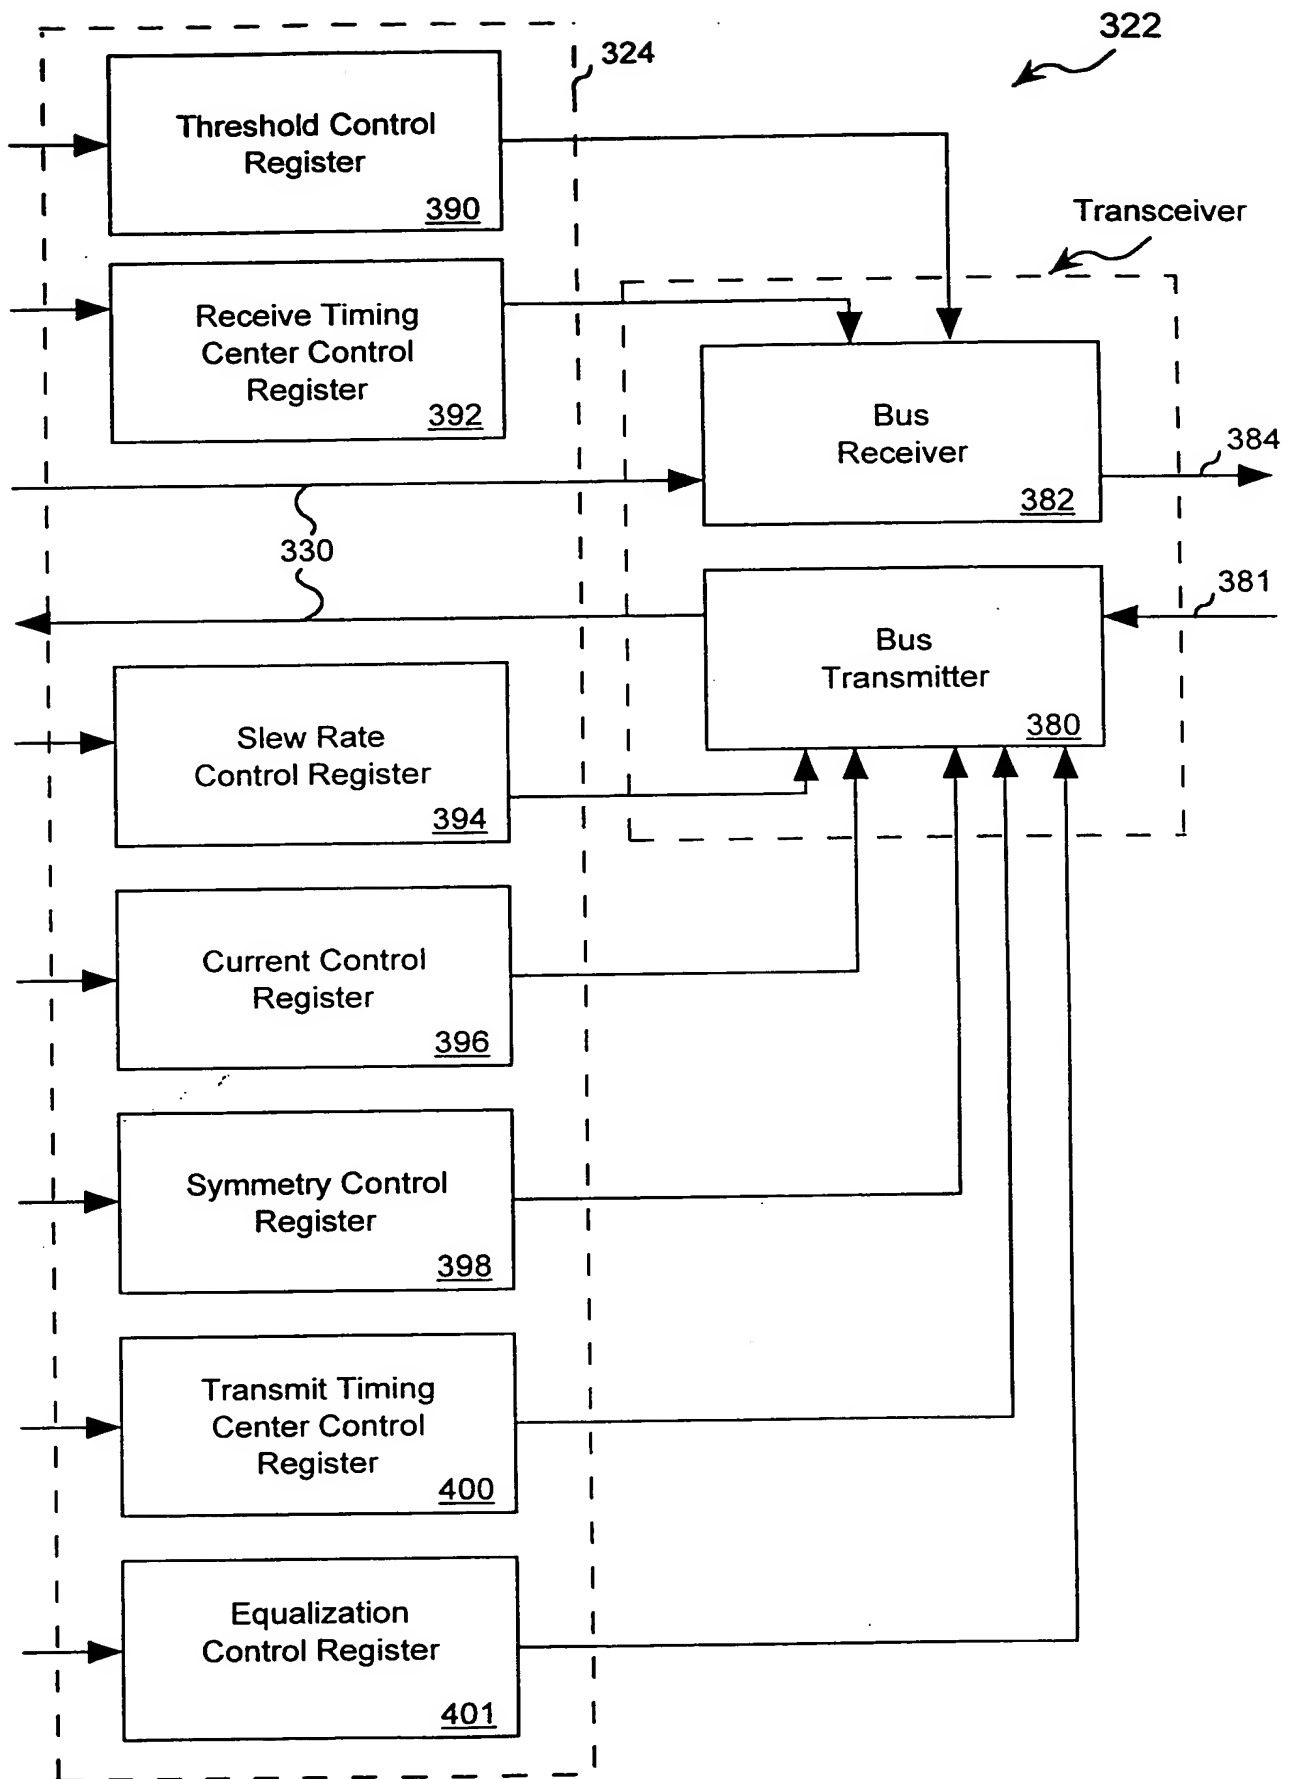 322
324
Threshold Control
Register
390
Transceiver
Receive Timing
Center Control
Register
392
Bus
Receiver
382
384
330
381
Bus
Transmitter
380
Slew Rate
Control Register
394
Current Control
Register
396
Symmetry Control
Register
398
Transmit Timing
Center Control
Register
400
Equalization
Control Register
401